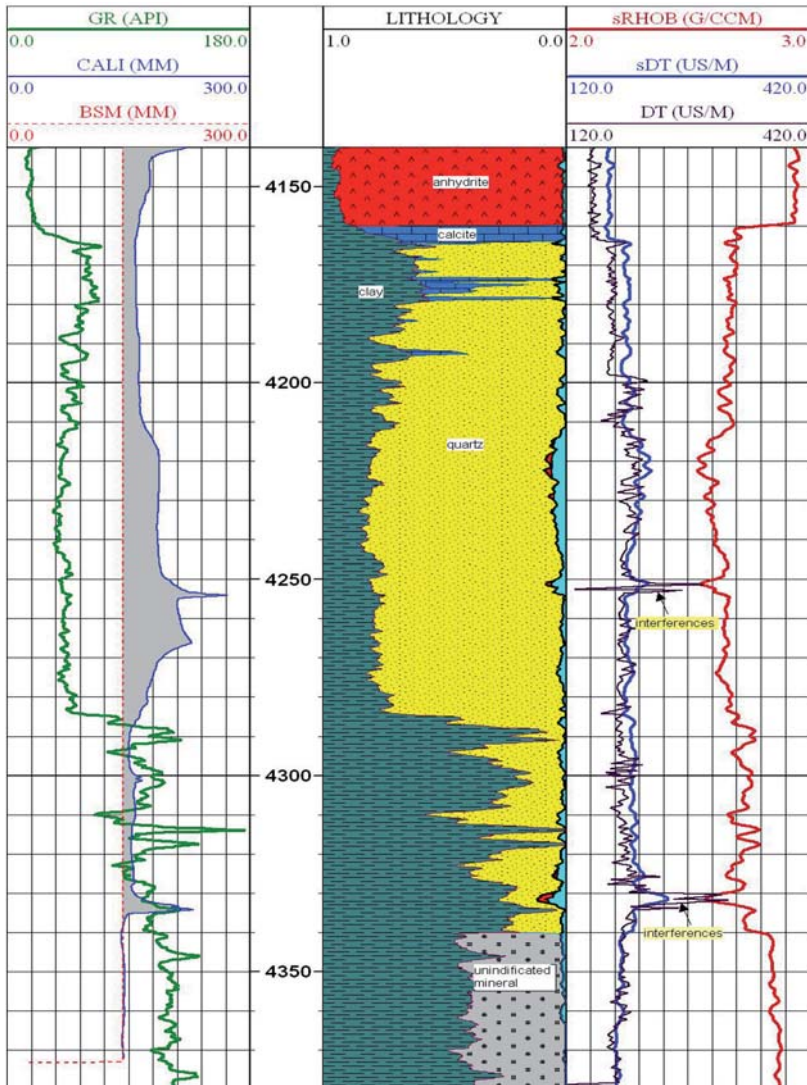 GR (API)
0.0 180.0
CALI (MM)
0.0 300.0
BSM (MM)
0.0 300.0
LITHOLOGY
1.0 0.0
sRHOB (G/CCM)
2.0 3.0
sDT (US/M)
120.0 420.0
DT (US/M)
120.0 420.0
4150
anhydrite
calcite
clay
4200
quartz
4250
interferences
4300
interferences
4350
unindificated
mineral